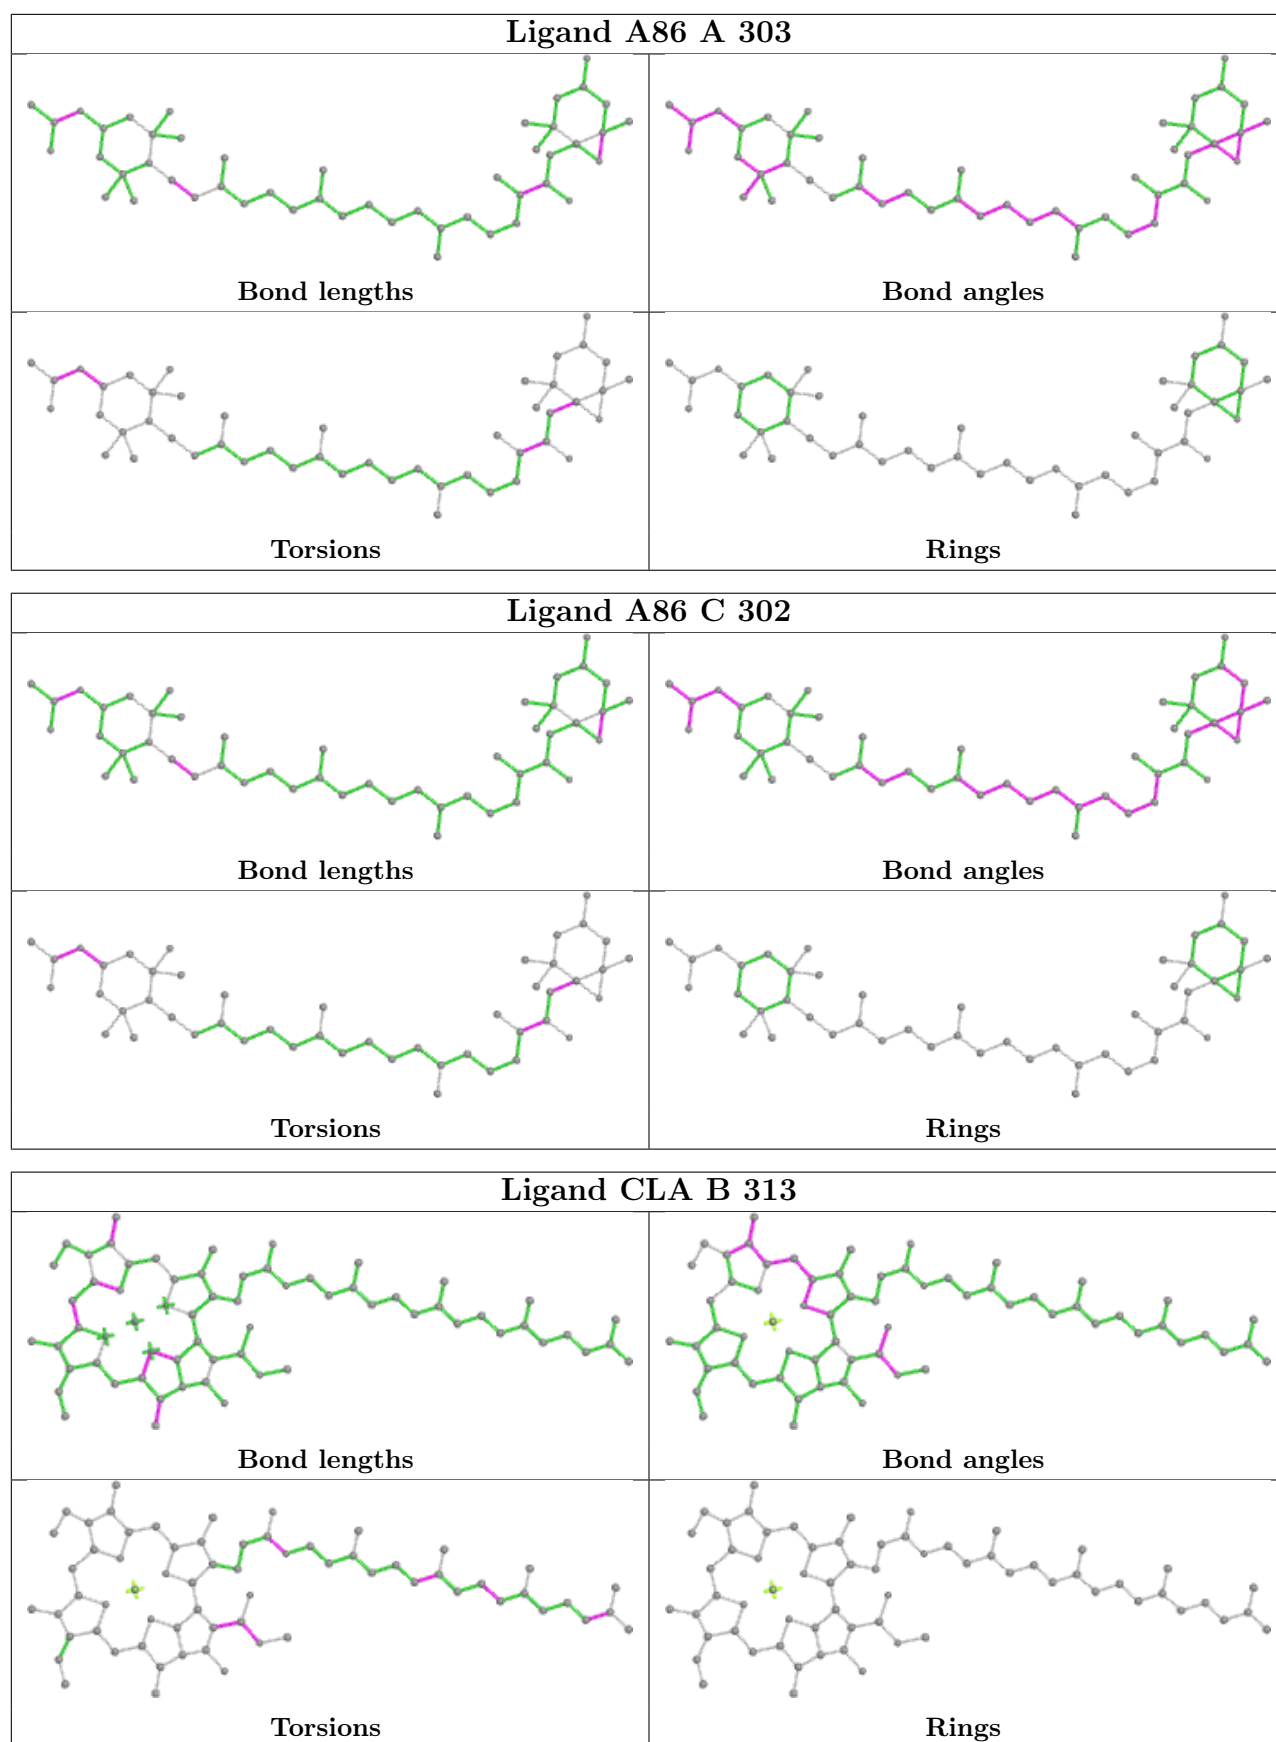 Ligand A86 A 303
Bond lengths
Bond angles
Torsions
Rings
Ligand A86 C 302
Bond lengths
Bond angles
Torsions
Rings
Ligand CLA B 313
Bond lengths
Bond angles
Torsions
Rings